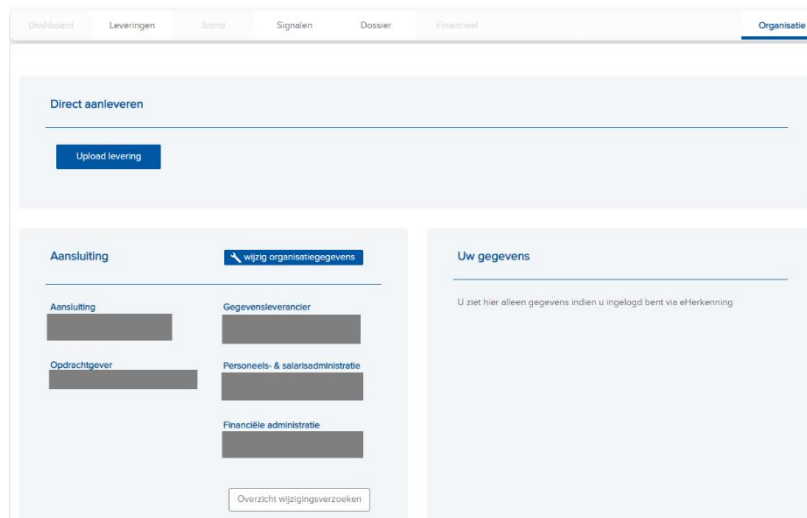 Dashboard Leveringen Stand Signalen Dossier Financieel Organisatie
Direct aanleveren
Upload levering
Aansluiting
wijzig organisatiegegevens
Aansluiting
Gegevensleverancier
Opdrachtgever
Personeels- & salarisadministratie
Financiële administratie
Overzicht wijzigingsverzoeken
Uw gegevens
U ziet hier alleen gegevens indien u ingelogd bent via eHerkenning